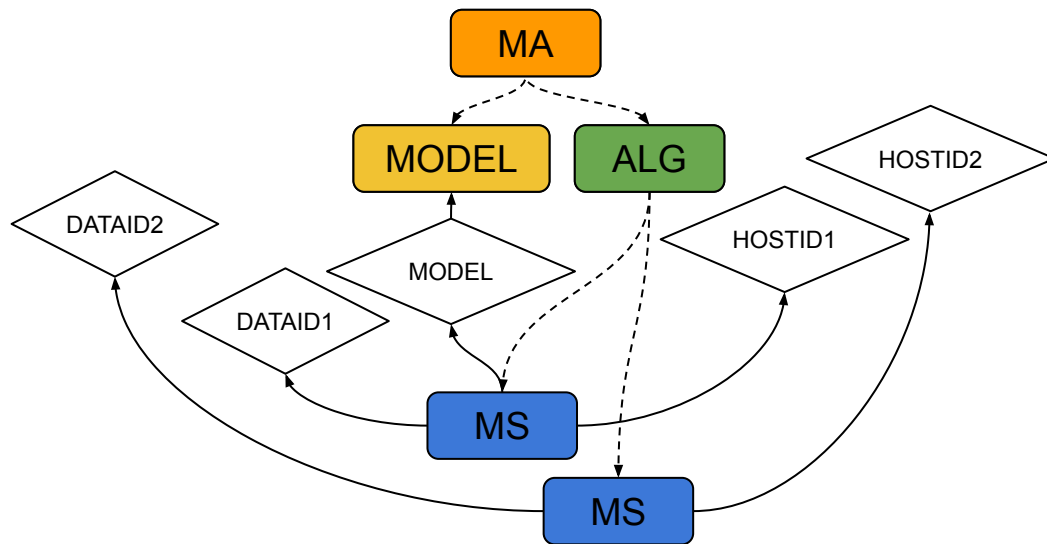 MA
MODEL
ALG
HOSTID2
DATAID2
HOSTID1
MODEL
DATAID1
MS
MS